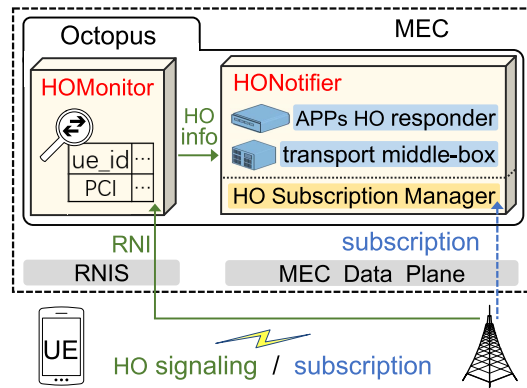 Octopus
MEC
HOMonitor
ue_id ...
PCI ...
HO
info
HONotifier
APPs HO responder
transport middle-box
HO Subscription Manager
RNI
subscription
RNIS
MEC Data Plane
UE
HO signaling / subscription